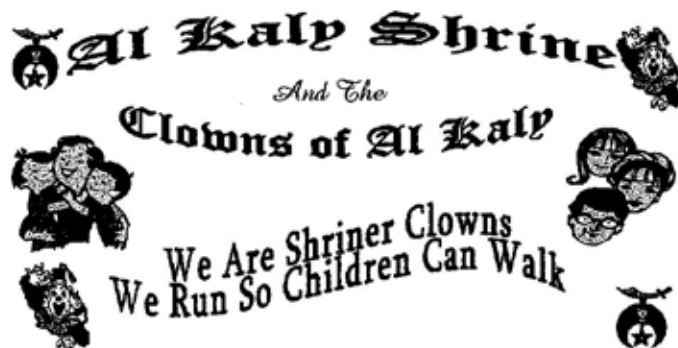 Al Kaly Shrine
And The
Clowns of Al Kaly
We Are Shriner Clowns
We Run So Children Can Walk